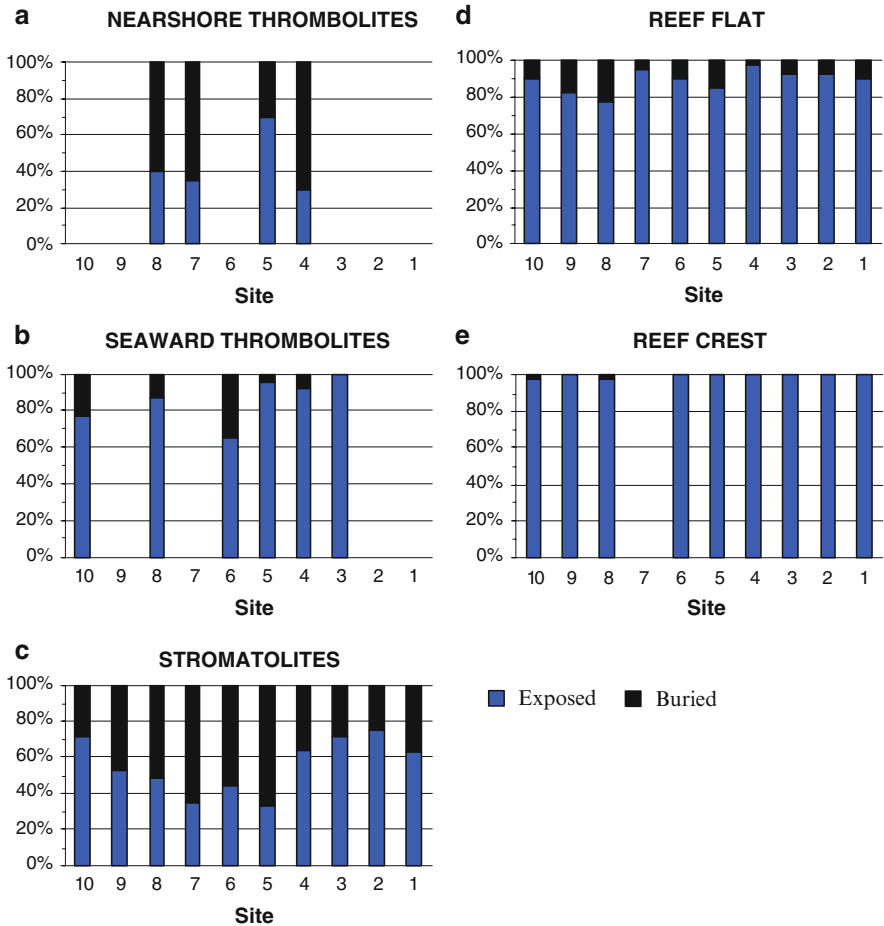 a NEARSHORE THROMBOLITES
100%
80%
60%
40%
20%
0%
10 9 8 7 6 5 4 3 2 1
Site
b SEAWARD THROMBOLITES
100%
80%
60%
40%
20%
0%
10 9 8 7 6 5 4 3 2 1
Site
c STROMATOLITES
100%
80%
60%
40%
20%
0%
10 9 8 7 6 5 4 3 2 1
Site
d REEF FLAT
100%
80%
60%
40%
20%
0%
10 9 8 7 6 5 4 3 2 1
Site
e REEF CREST
100%
80%
60%
40%
20%
0%
10 9 8 7 6 5 4 3 2 1
Site
Exposed Buried